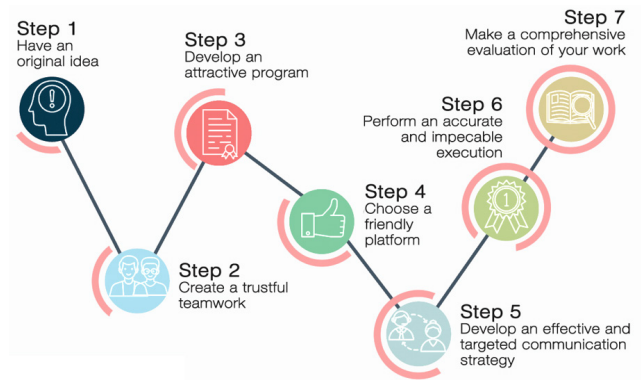 Step 1
Have an
original idea
Step 2
Create a trustful
teamwork
Step 3
Develop an
attractive program
Step 4
Choose a
friendly
platform
Step 5
Develop an effective and
targeted communication
strategy
Step 6
Perform an accurate
and impecable
execution
1
Step 7
Make a comprehensive
evaluation of your work